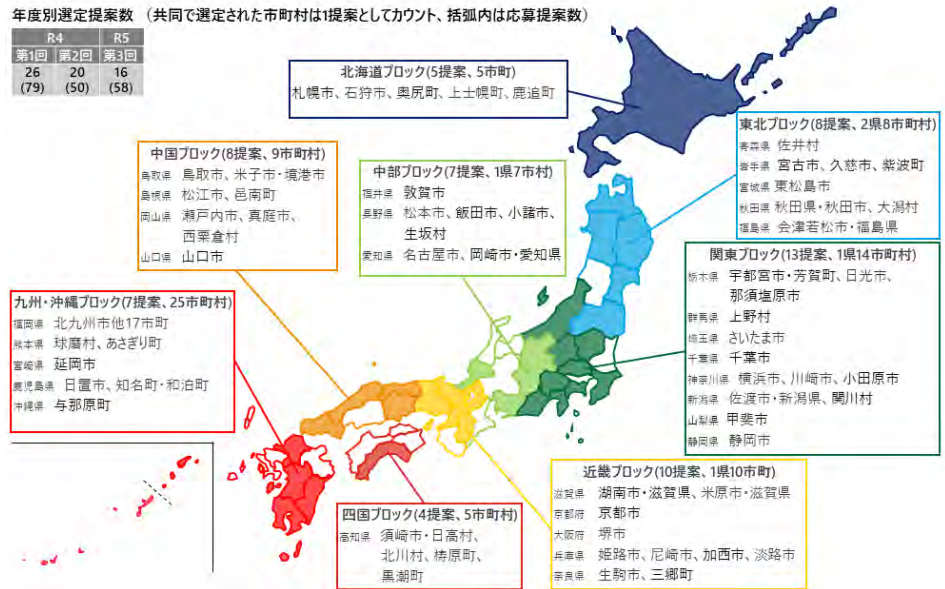 年度別選定提案数 （共同で選定された市町村は1提案としてカウント、括弧内は応募提案数）
R4 R5
第1回 第2回 第3回
26 20 16
(79) (50) (58)
北海道ブロック(5提案、5市町)
札幌市、石狩市、奥尻町、上士幌町、鹿追町
東北ブロック(8提案、2県8市町村)
青森県 佐井村
岩手県 宮古市、久慈市、紫波町
宮城県 東松島市
秋田県 秋田県・秋田市、大潟村
福島県 会津若松市・福島県
中国ブロック(8提案、9市町村)
鳥取県 鳥取市、米子市・境港市
島根県 松江市、邑南町
岡山県 瀬戸内市、真庭市、
西粟倉村
山口県 山口市
中部ブロック(7提案、1県7市村)
福井県 敦賀市
長野県 松本市、飯田市、小諸市、
生坂村
愛知県 名古屋市、岡崎市・愛知県
関東ブロック(13提案、1県14市町村)
栃木県 宇都宮市・芳賀町、日光市、
那須塩原市
群馬県 上野村
埼玉県 さいたま市
千葉県 千葉市
神奈川県 横浜市、川崎市、小田原市
新潟県 佐渡市・新潟県、関川村
山梨県 甲斐市
静岡県 静岡市
九州・沖縄ブロック(7提案、25市町村)
福岡県 北九州市他17市町
熊本県 球磨村、あさぎり町
宮崎県 延岡市
鹿児島県 日置市、知名町・和泊町
沖縄県 与那原町
四国ブロック(4提案、5市町村)
高知県 須崎市・日高村、
北川村、梼原町、
黒潮町
近畿ブロック(10提案、1県10市町)
滋賀県 湖南市・滋賀県、米原市・滋賀県
京都府 京都市
大阪府 堺市
兵庫県 姫路市、尼崎市、加西市、淡路市
奈良県 生駒市、三郷町